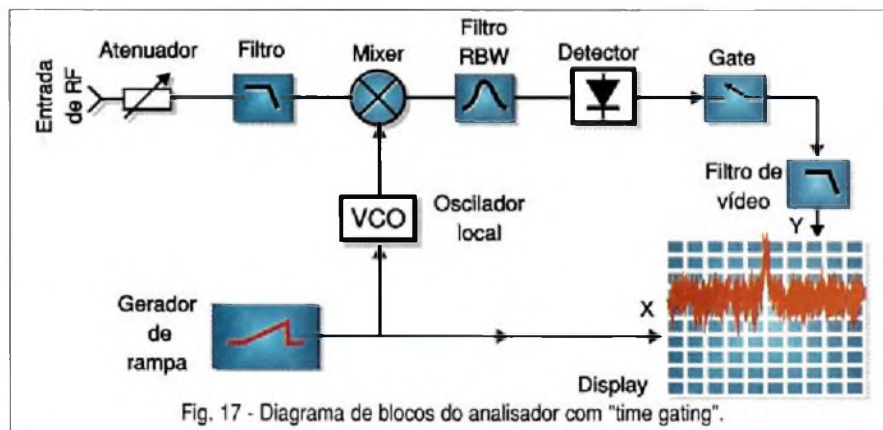 Entrada
de RF
Atenuador
Filtro
Mixer
Filtro
RBW
Detector
Gate
VCO
Oscilador
local
Filtro de
vídeo
Y
Gerador
de
rampa
X
Display
Fig. 17 - Diagrama de blocos do analisador com "time gating".